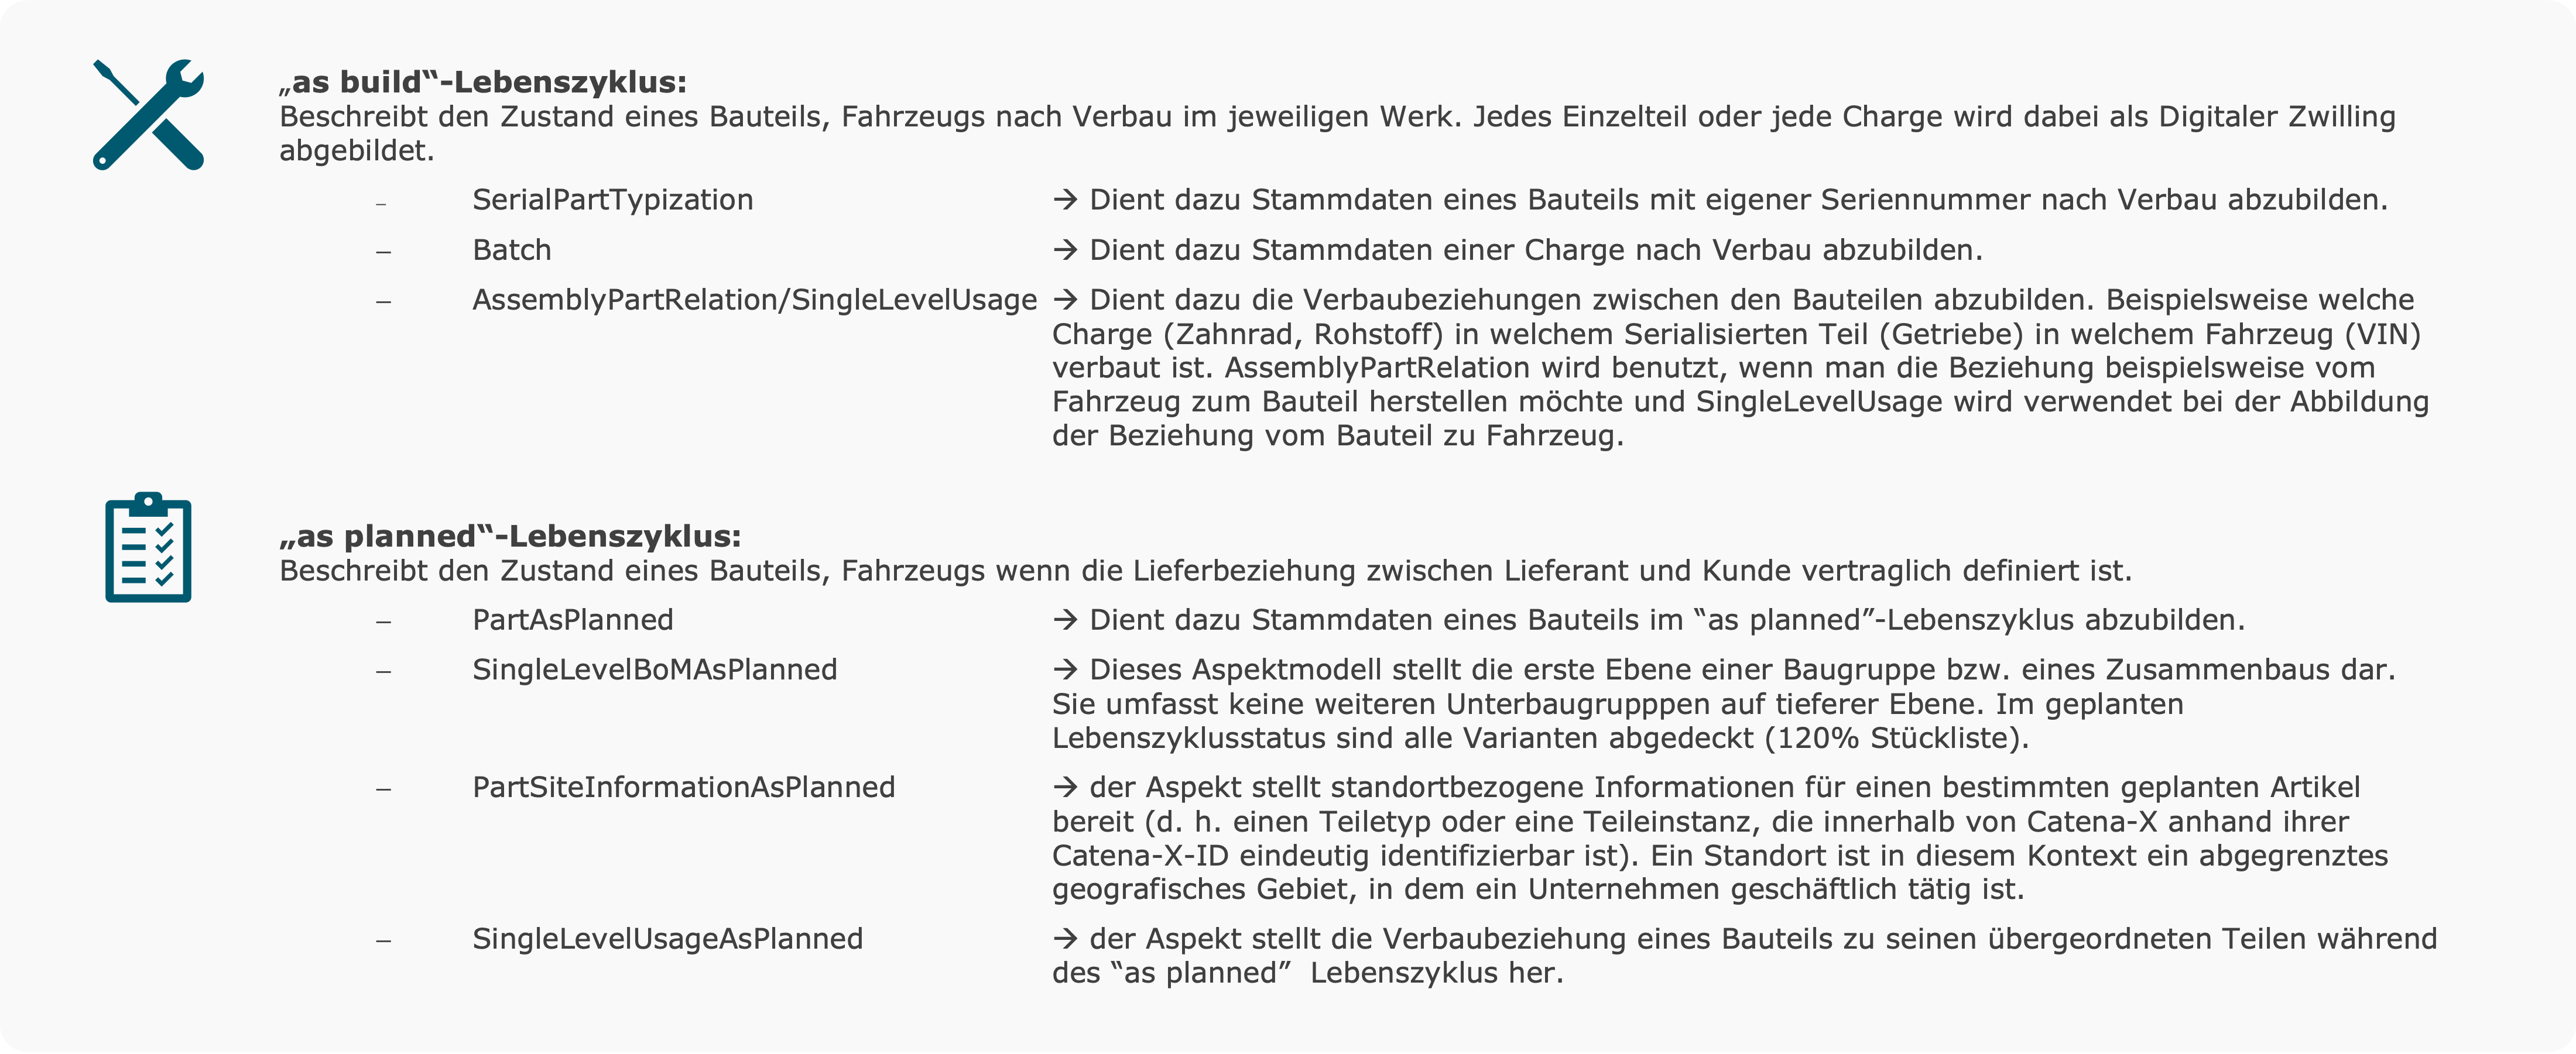 „as build“-Lebenszyklus:
Beschreibt den Zustand eines Bauteils, Fahrzeugs nach Verbau im jeweiligen Werk. Jedes Einzelteil oder jede Charge wird dabei als Digitaler Zwilling
abgebildet.
– SerialPartTypization → Dient dazu Stammdaten eines Bauteils mit eigener Seriennummer nach Verbau abzubilden.
– Batch → Dient dazu Stammdaten einer Charge nach Verbau abzubilden.
– AssemblyPartRelation/SingleLevelUsage → Dient dazu die Verbaubeziehungen zwischen den Bauteilen abzubilden. Beispielsweise welche
Charge (Zahnrad, Rohstoff) in welchem Serialisierten Teil (Getriebe) in welchem Fahrzeug (VIN)
verbaut ist. AssemblyPartRelation wird benutzt, wenn man die Beziehung beispielsweise vom
Fahrzeug zum Bauteil herstellen möchte und SingleLevelUsage wird verwendet bei der Abbildung
der Beziehung vom Bauteil zu Fahrzeug.
„as planned“-Lebenszyklus:
Beschreibt den Zustand eines Bauteils, Fahrzeugs wenn die Lieferbeziehung zwischen Lieferant und Kunde vertraglich definiert ist.
– PartAsPlanned → Dient dazu Stammdaten eines Bauteils im “as planned”-Lebenszyklus abzubilden.
– SingleLevelBoMAsPlanned → Dieses Aspektmodell stellt die erste Ebene einer Baugruppe bzw. eines Zusammenbaus dar.
Sie umfasst keine weiteren Unterbaugrupppen auf tieferer Ebene. Im geplanten
Lebenszyklusstatus sind alle Varianten abgedeckt (120% Stückliste).
– PartSiteInformationAsPlanned → der Aspekt stellt standortbezogene Informationen für einen bestimmten geplanten Artikel
bereit (d. h. einen Teiletyp oder eine Teileinstanz, die innerhalb von Catena-X anhand ihrer
Catena-X-ID eindeutig identifizierbar ist). Ein Standort ist in diesem Kontext ein abgegrenztes
geografisches Gebiet, in dem ein Unternehmen geschäftlich tätig ist.
– SingleLevelUsageAsPlanned → der Aspekt stellt die Verbaubeziehung eines Bauteils zu seinen übergeordneten Teilen während
des “as planned” Lebenszyklus her.